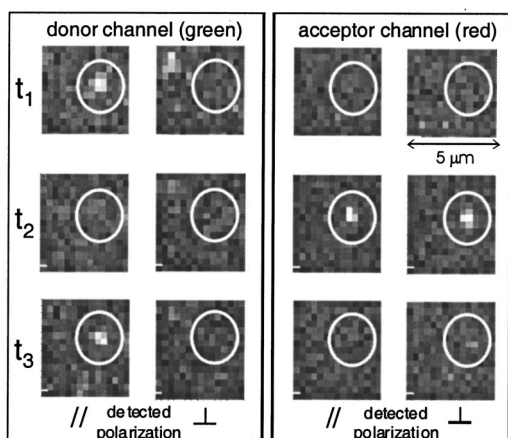 donor channel (green)
acceptor channel (red)
t1
5 μm
t2
t3
// detected ⊥
polarization
// detected ⊥
polarization